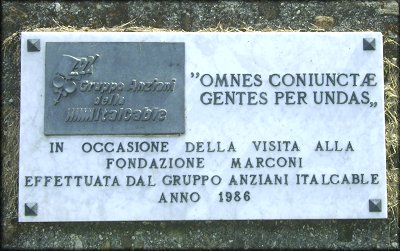 Gruppo Anziani
della
ItalCable
"OMNES CONIUNCTÆ
GENTES PER UNDAS„
IN OCCASIONE DELLA VISITA ALLA
FONDAZIONE MARCONI
EFFETTUATA DAL GRUPPO ANZIANI ITALCABLE
ANNO 1986